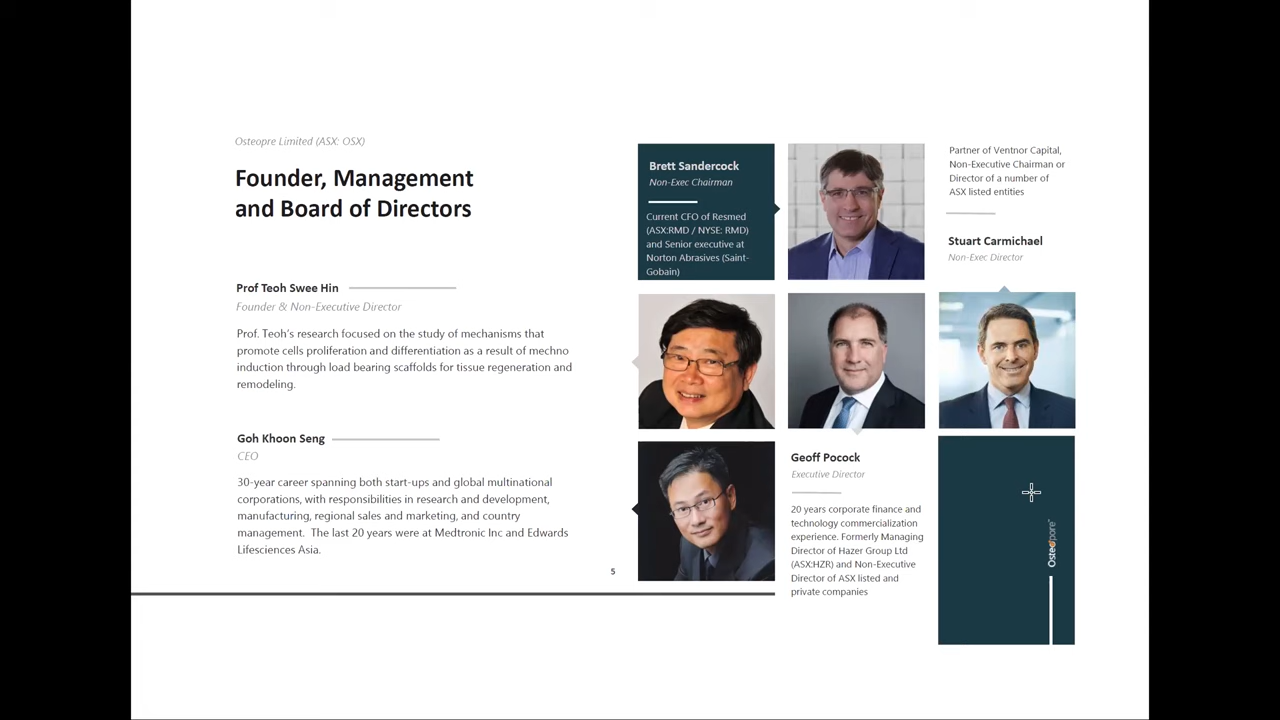 Osteopre Limited (ASX: OSX)
Founder, Management
and Board of Directors
Prof Teoh Swee Hin
Founder & Non-Executive Director
Prof. Teoh's research focused on the study of mechanisms that
promote cells proliferation and differentiation as a result of mechno
induction through load bearing scaffolds for tissue regeneration and
remodeling.
Goh Khoon Seng
CEO
30-year career spanning both start-ups and global multinational
corporations, with responsibilities in research and development,
manufacturing, regional sales and marketing, and country
management.  The last 20 years were at Medtronic Inc and Edwards
Lifesciences Asia.
5
Brett Sandercock
Non-Exec Chairman
Current CFO of Resmed
(ASX:RMD / NYSE: RMD)
and Senior executive at
Norton Abrasives (Saint-
Gobain)
Partner of Ventnor Capital,
Non-Executive Chairman or
Director of a number of
ASX listed entities
Stuart Carmichael
Non-Exec Director
Geoff Pocock
Executive Director
20 years corporate finance and
technology commercialization
experience. Formerly Managing
Director of Hazer Group Ltd
(ASX:HZR) and Non-Executive
Director of ASX listed and
private companies
Osteopore™